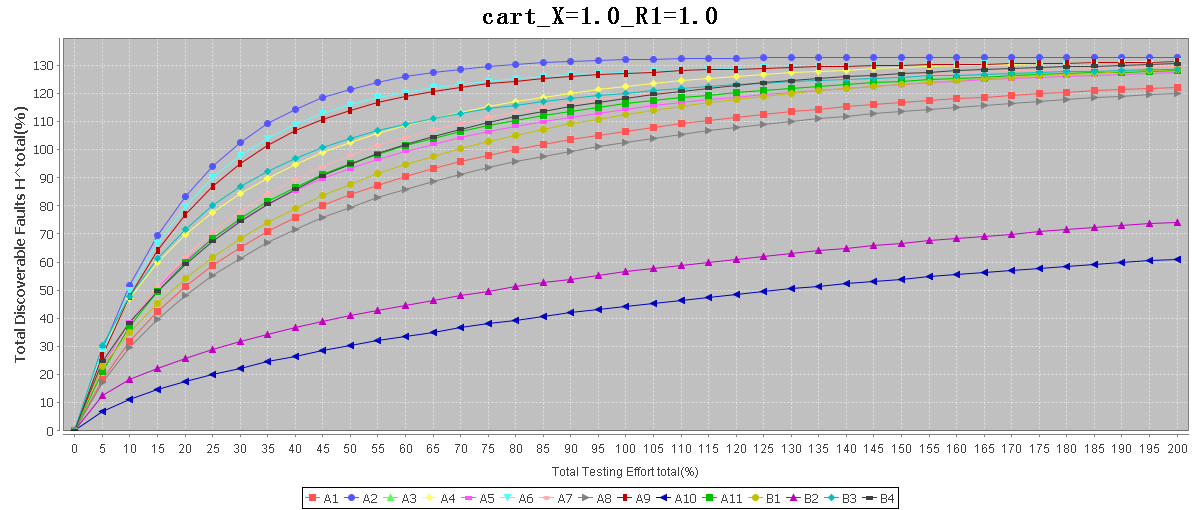 cart_X=1.0_R1=1.0
Total Discoverable Faults H^total(%)
130
120
110
100
90
80
70
60
50
40
30
20
10
0
0 5 10 15 20 25 30 35 40 45 50 55 60 65 70 75 80 85 90 95 100 105 110 115 120 125 130 135 140 145 150 155 160 165 170 175 180 185 190 195 200
Total Testing Effort total(%)
A1 A2 A3 A4 A5 A6 A7 A8 A9 A10 A11 B1 B2 B3 B4